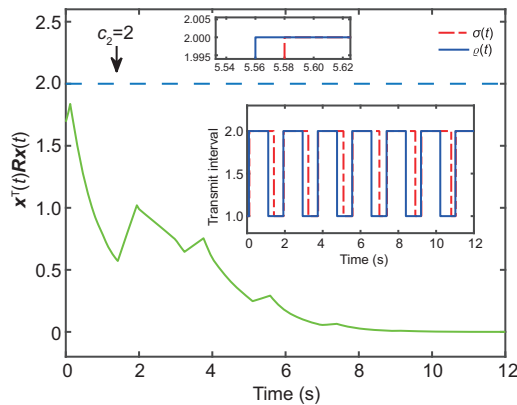 2.5
2.0
1.5
1.0
0.5
0
x^T(t)Rx(t)
c_2=2
2.005
2.000
1.995
5.54 5.56 5.58 5.60 5.62
σ(t)
ϱ(t)
Transmit interval
2.0
1.5
1.0
0 2 4 6 8 10 12
Time (s)
0 2 4 6 8 10 12
Time (s)